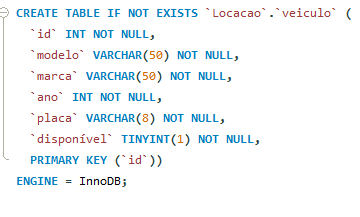 CREATE TABLE IF NOT EXISTS `Locacao`.`veiculo` (
`id` INT NOT NULL,
`modelo` VARCHAR(50) NOT NULL,
`marca` VARCHAR(50) NOT NULL,
`ano` INT NOT NULL,
`placa` VARCHAR(8) NOT NULL,
`disponível` TINYINT(1) NOT NULL,
PRIMARY KEY (`id`))
ENGINE = InnoDB;